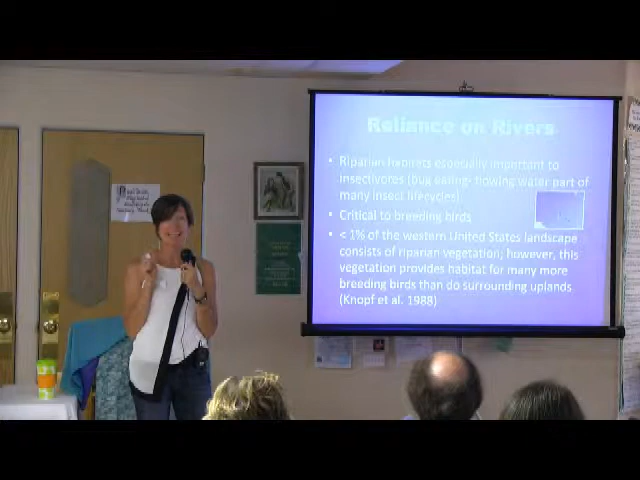 Reliance on Rivers
• Riparian habitats especially important to
insectivores (bug eating- flowing water part of
many insect lifecycles)
• Critical to breeding birds
• < 1% of the western United States landscape
consists of riparian vegetation; however, this
vegetation provides habitat for many more
breeding birds than do surrounding uplands
(Knopf et al. 1988)